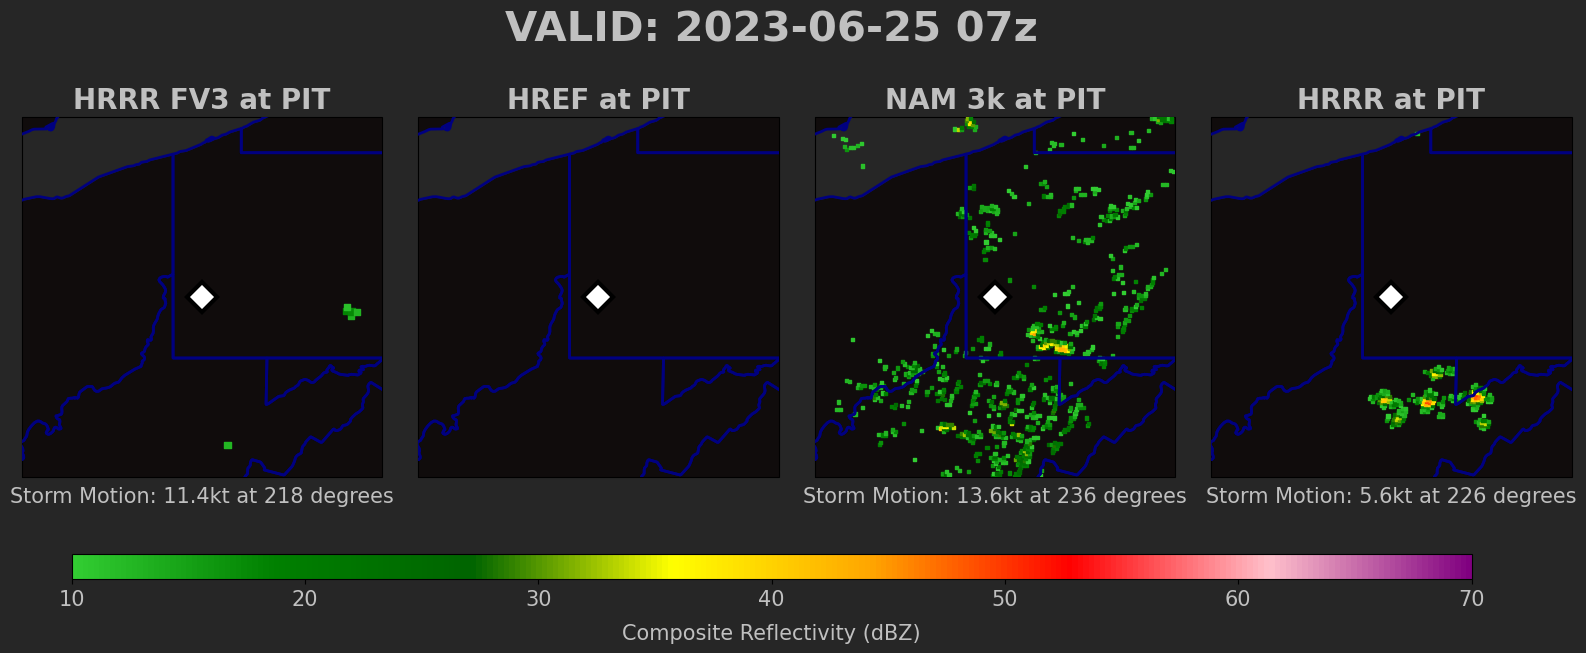 VALID: 2023-06-25 07z
HRRR FV3 at PIT
HREF at PIT
NAM 3k at PIT
HRRR at PIT
Storm Motion: 11.4kt at 218 degrees
Storm Motion: 13.6kt at 236 degrees
Storm Motion: 5.6kt at 226 degrees
10 20 30 40 50 60 70
Composite Reflectivity (dBZ)